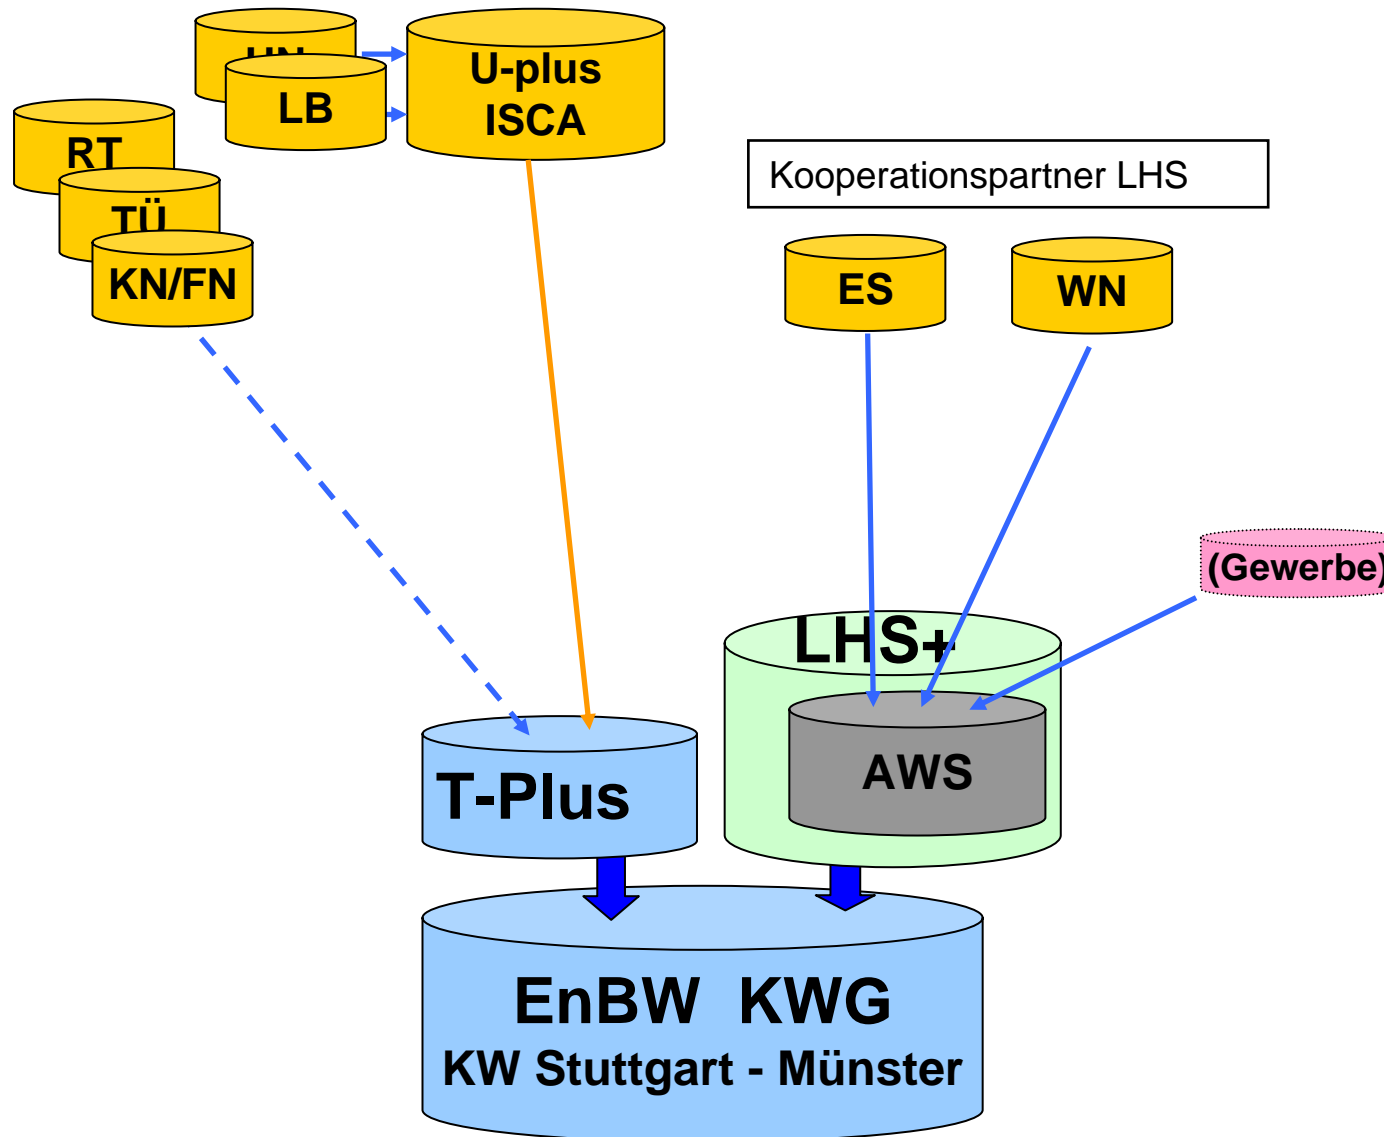 U-plus
ISCA
LB
RT
TÜ
KN/FN
Kooperationspartner LHS
ES
WN
(Gewerbe)
LHS+
AWS
T-Plus
EnBW KWG
KW Stuttgart - Münster